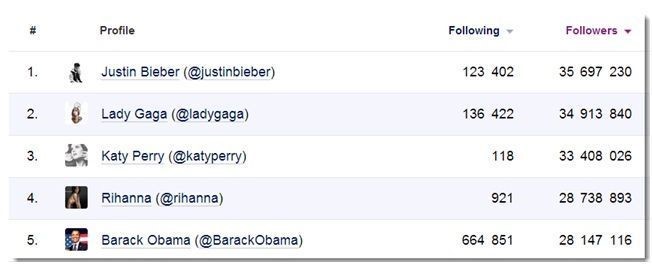 # Profile Following Followers
1. Justin Bieber (@justinbieber) 123 402 35 697 230
2. Lady Gaga (@ladygaga) 136 422 34 913 840
3. Katy Perry (@katyperry) 118 33 408 026
4. Rihanna (@rihanna) 921 28 738 893
5. Barack Obama (@BarackObama) 664 851 28 147 116